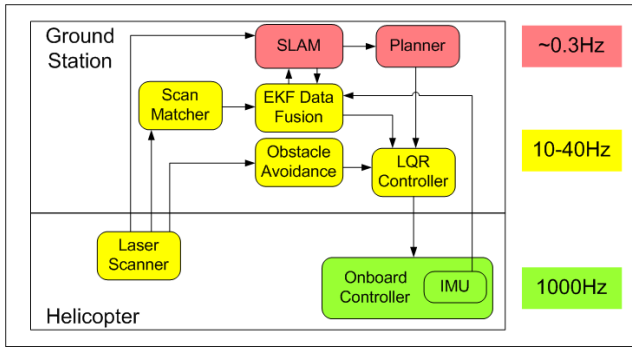 Ground
Station
SLAM
Planner
~0.3Hz
Scan
Matcher
EKF Data
Fusion
Obstacle
Avoidance
LQR
Controller
10-40Hz
Laser
Scanner
Onboard
Controller
IMU
1000Hz
Helicopter